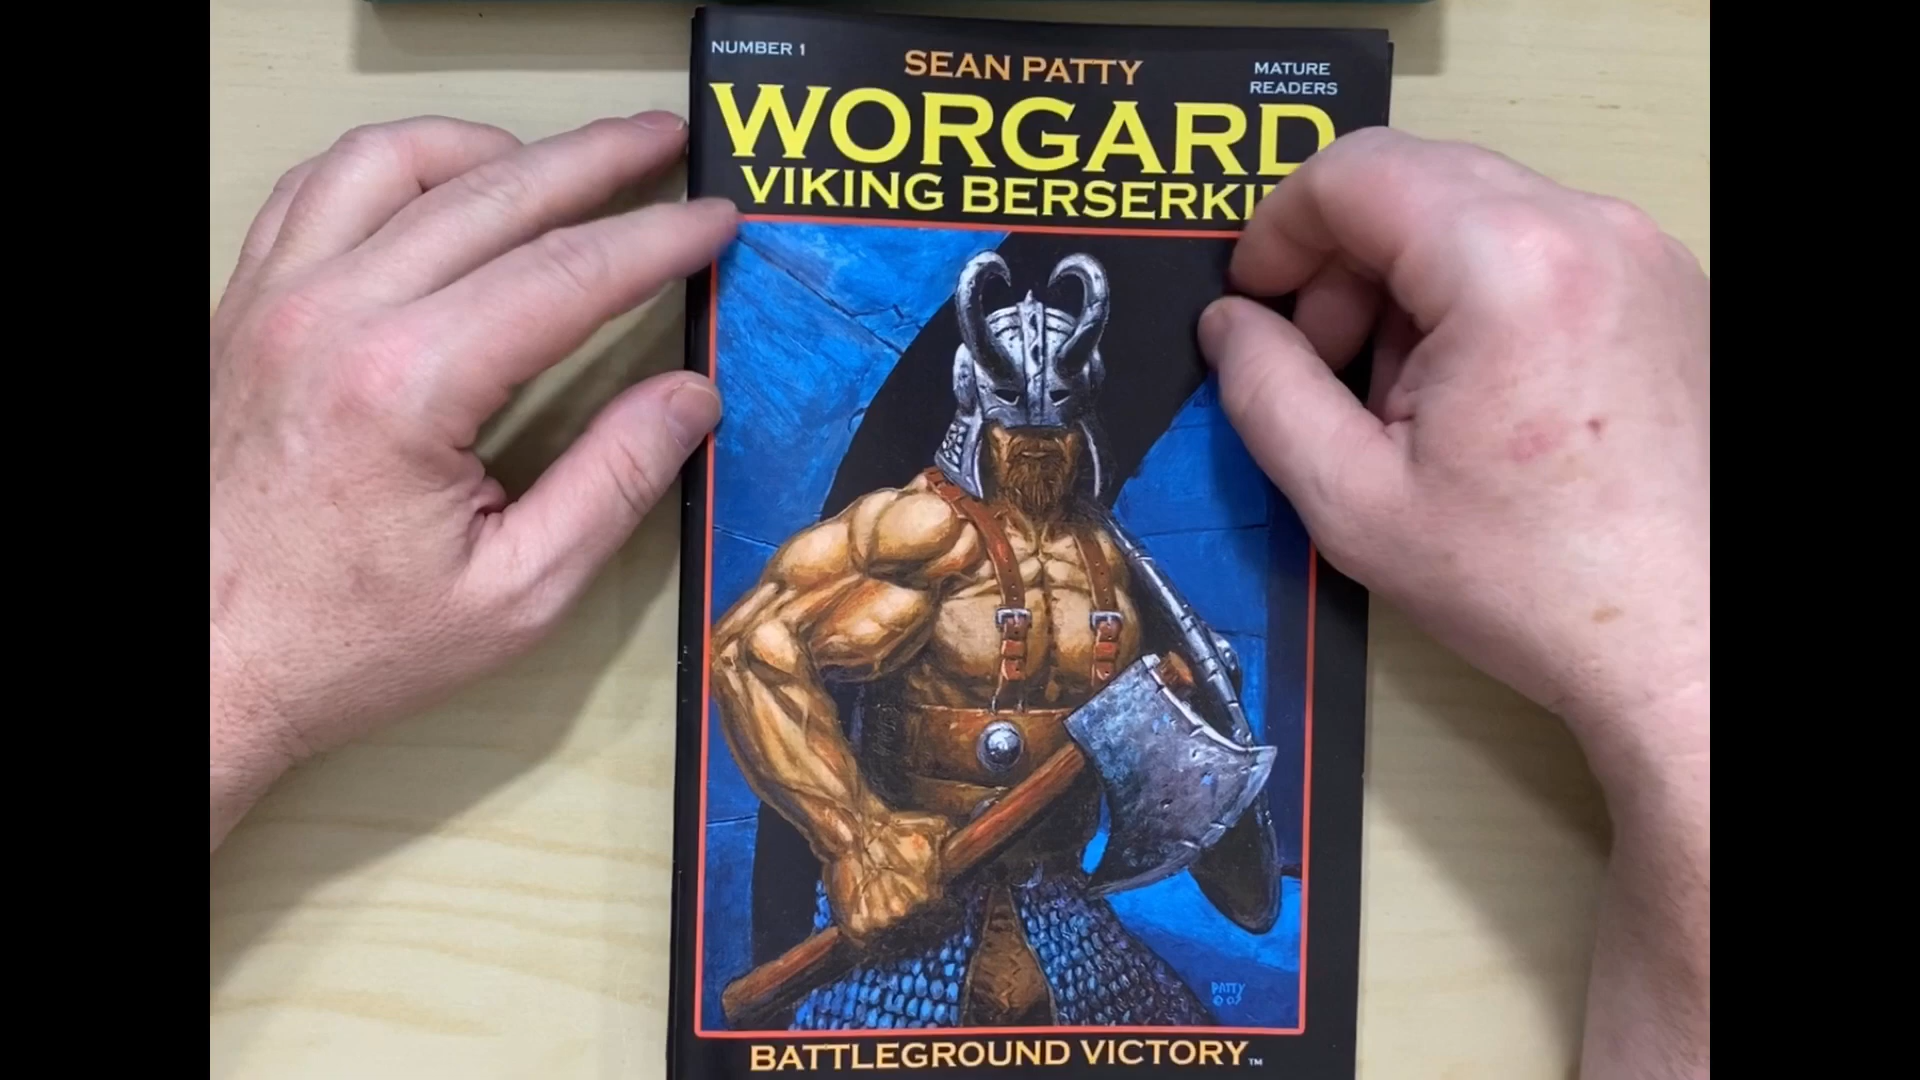 NUMBER 1
SEAN PATTY
MATURE
READERS
WORGARD
VIKING
PATTY
BATTLEGROUND VICTORY™